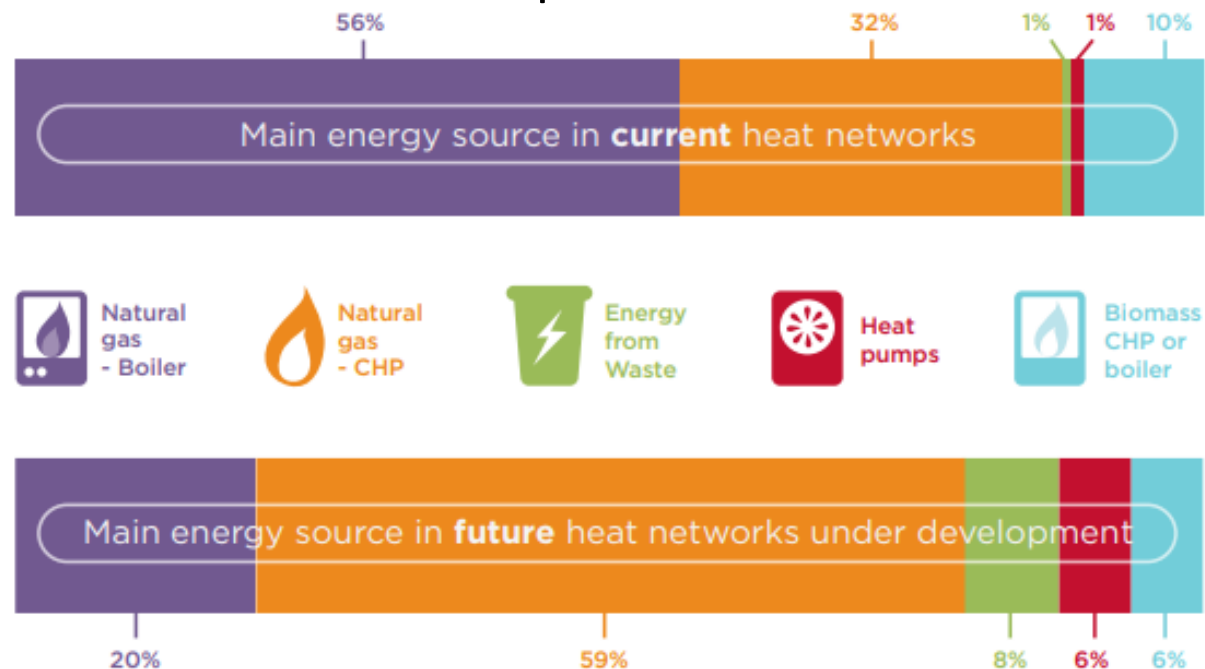 56% 32% 1% 1% 10%
Main energy source in current heat networks
Natural
gas
- Boiler
Natural
gas
- CHP
Energy
from
Waste
Heat
pumps
Biomass
CHP or
boiler
Main energy source in future heat networks under development
20% 59% 8% 6% 6%